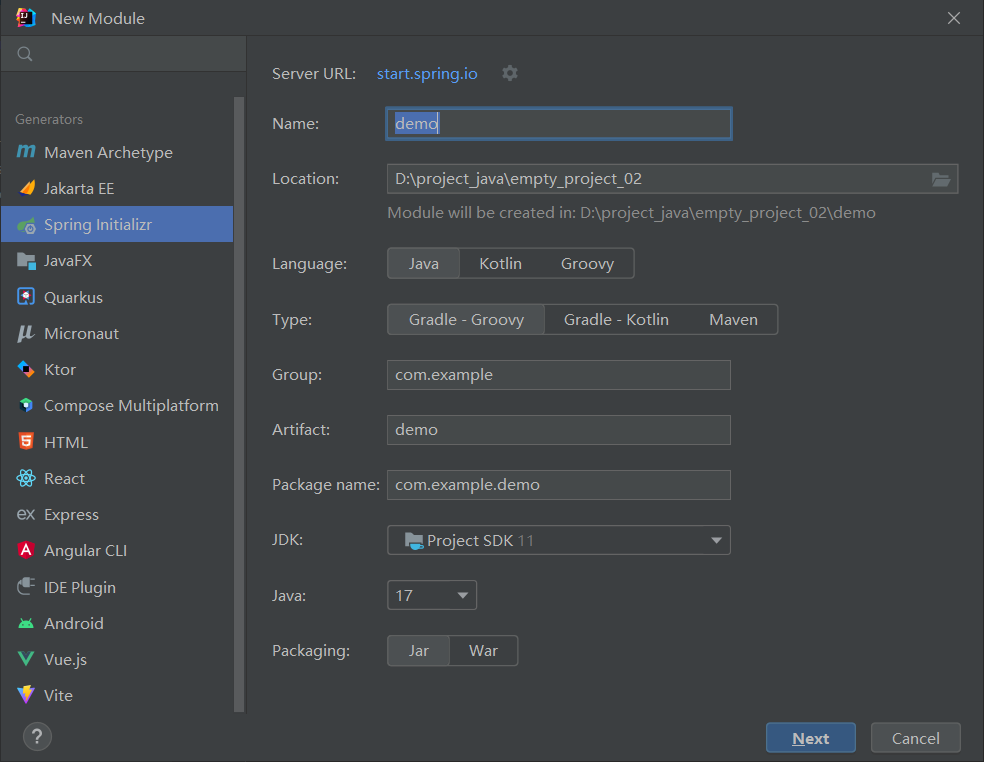 New Module
Server URL: start.spring.io
Generators
Name: demo
Maven Archetype
Jakarta EE
Location: D:\project_java\empty_project_02
Module will be created in: D:\project_java\empty_project_02\demo
Spring Initializr
JavaFX
Language: Java Kotlin Groovy
Quarkus
Micronaut
Type: Gradle - Groovy Gradle - Kotlin Maven
Ktor
Group: com.example
Compose Multiplatform
HTML
Artifact: demo
React
Package name: com.example.demo
Express
Angular CLI
JDK: Project SDK 11
IDE Plugin
Java: 17
Android
Vue.js
Packaging: Jar War
Vite
? Next Cancel